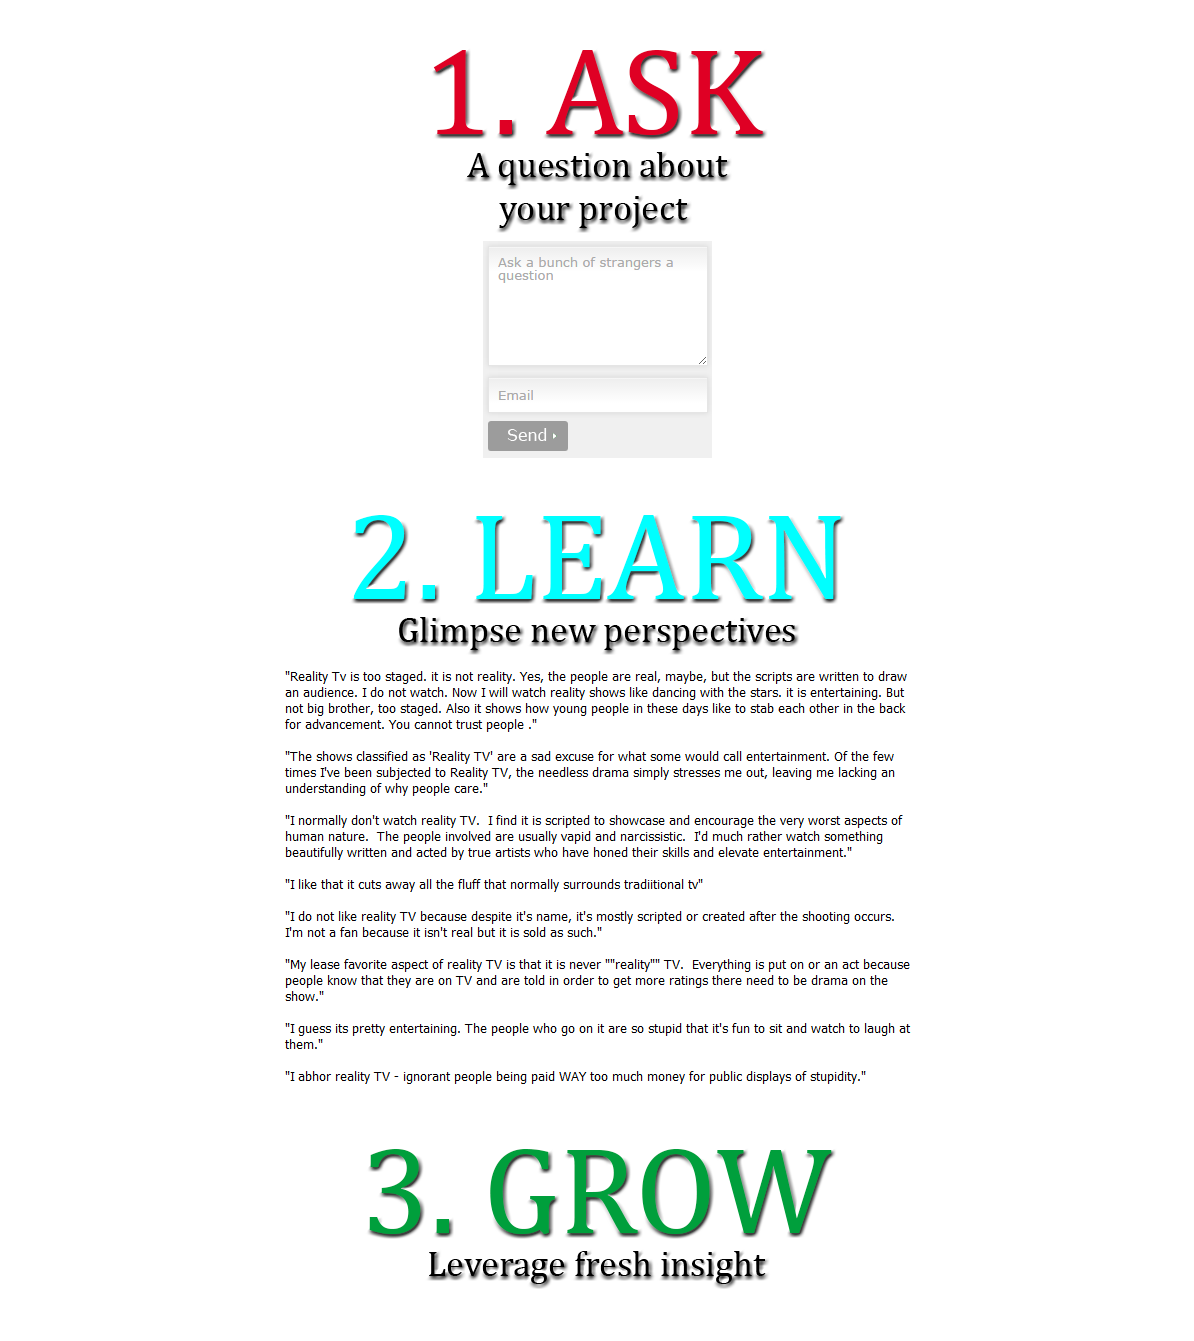 1. ASK
A question about
your project
Ask a bunch of strangers a
question
Email
Send
2. LEARN
Glimpse new perspectives
"Reality Tv is too staged. it is not reality. Yes, the people are real, maybe, but the scripts are written to draw
an audience. I do not watch. Now I will watch reality shows like dancing with the stars. it is entertaining. But
not big brother, too staged. Also it shows how young people in these days like to stab each other in the back
for advancement. You cannot trust people ."
"The shows classified as 'Reality TV' are a sad excuse for what some would call entertainment. Of the few
times I've been subjected to Reality TV, the needless drama simply stresses me out, leaving me lacking an
understanding of why people care."
"I normally don't watch reality TV.  I find it is scripted to showcase and encourage the very worst aspects of
human nature.  The people involved are usually vapid and narcissistic.  I'd much rather watch something
beautifully written and acted by true artists who have honed their skills and elevate entertainment."
"I like that it cuts away all the fluff that normally surrounds tradiitional tv"
"I do not like reality TV because despite it's name, it's mostly scripted or created after the shooting occurs.
I'm not a fan because it isn't real but it is sold as such."
"My lease favorite aspect of reality TV is that it is never ""reality"" TV.  Everything is put on or an act because
people know that they are on TV and are told in order to get more ratings there need to be drama on the
show."
"I guess its pretty entertaining. The people who go on it are so stupid that it's fun to sit and watch to laugh at
them."
"I abhor reality TV - ignorant people being paid WAY too much money for public displays of stupidity."
3. GROW
Leverage fresh insight